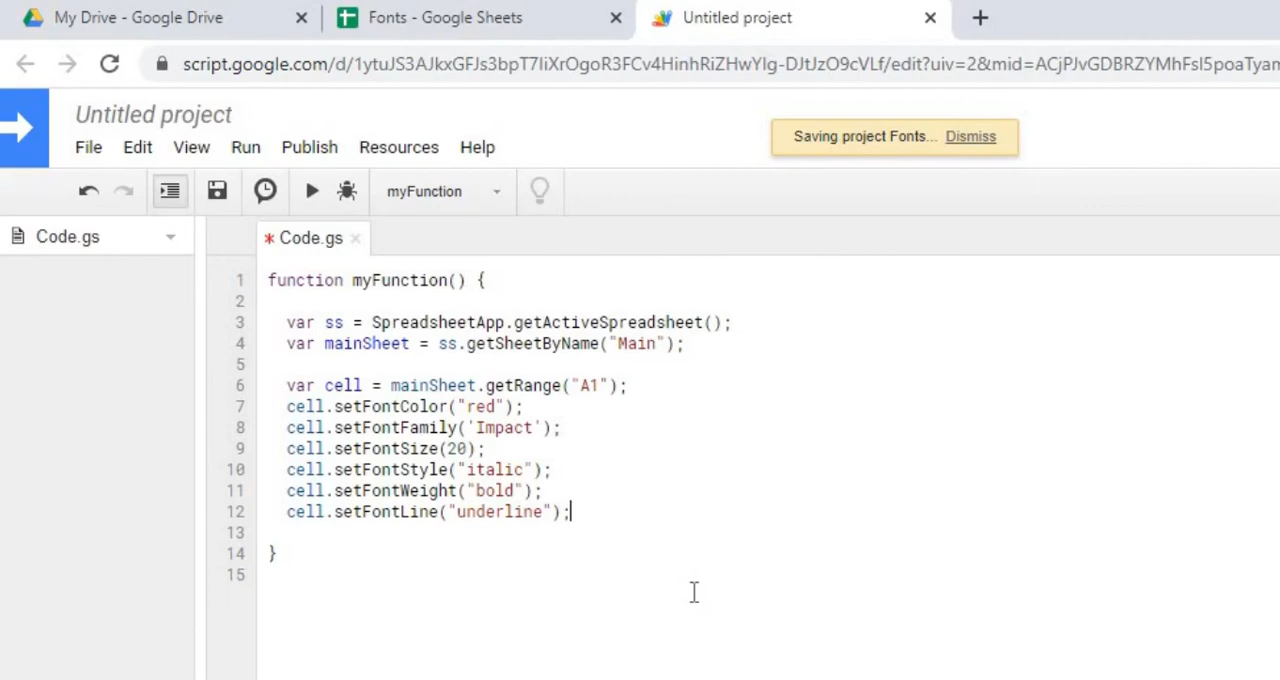 My Drive - Google Drive
Fonts - Google Sheets
Untitled project
script.google.com/d/1ytuJS3AJkxGFJs3bpT7IiXrOgoR3FCv4HinhRiZHwYIg-DJtJzO9cVLf/edit?uiv=2&mid=ACjPJvGDBRZYMhFsl5poaTyam
Untitled project
File Edit View Run Publish Resources Help
Saving project Fonts... Dismiss
myFunction
Code.gs
* Code.gs
1 function myFunction() {
2
3 var ss = SpreadsheetApp.getActiveSpreadsheet();
4 var mainSheet = ss.getSheetByName("Main");
5
6 var cell = mainSheet.getRange("A1");
7 cell.setFontColor("red");
8 cell.setFontFamily('Impact');
9 cell.setFontSize(20);
10 cell.setFontStyle("italic");
11 cell.setFontWeight("bold");
12 cell.setFontLine("underline");
13
14 }
15